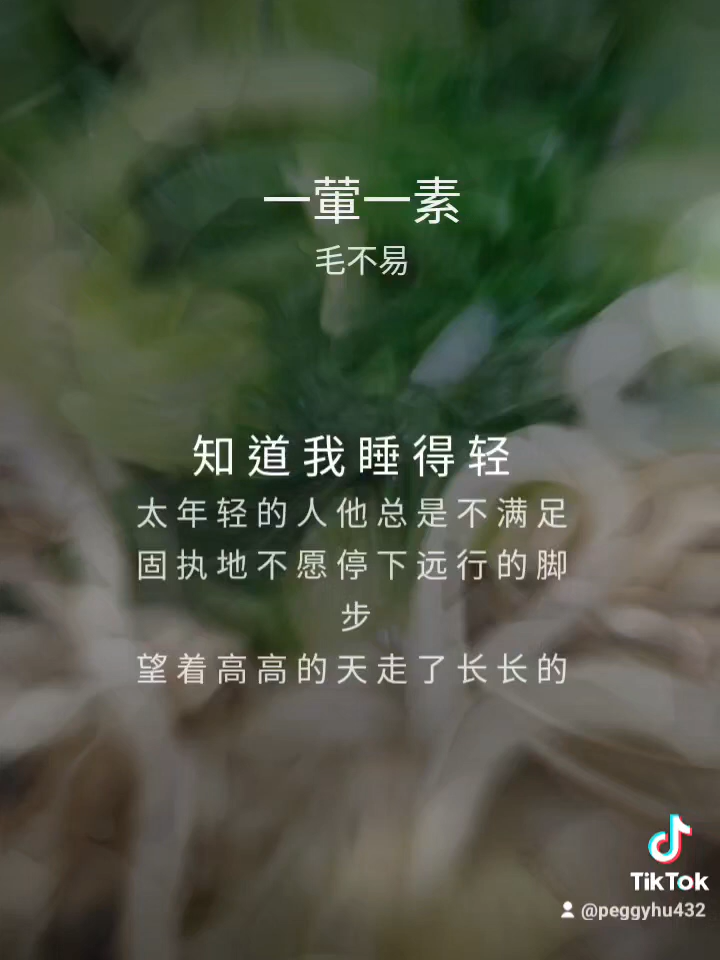 一葷一素
毛不易
知道我睡得轻
太年轻的人他总是不满足
固执地不愿停下远行的脚
步
望着高高的天走了长长的
TikTok
@peggyhu432